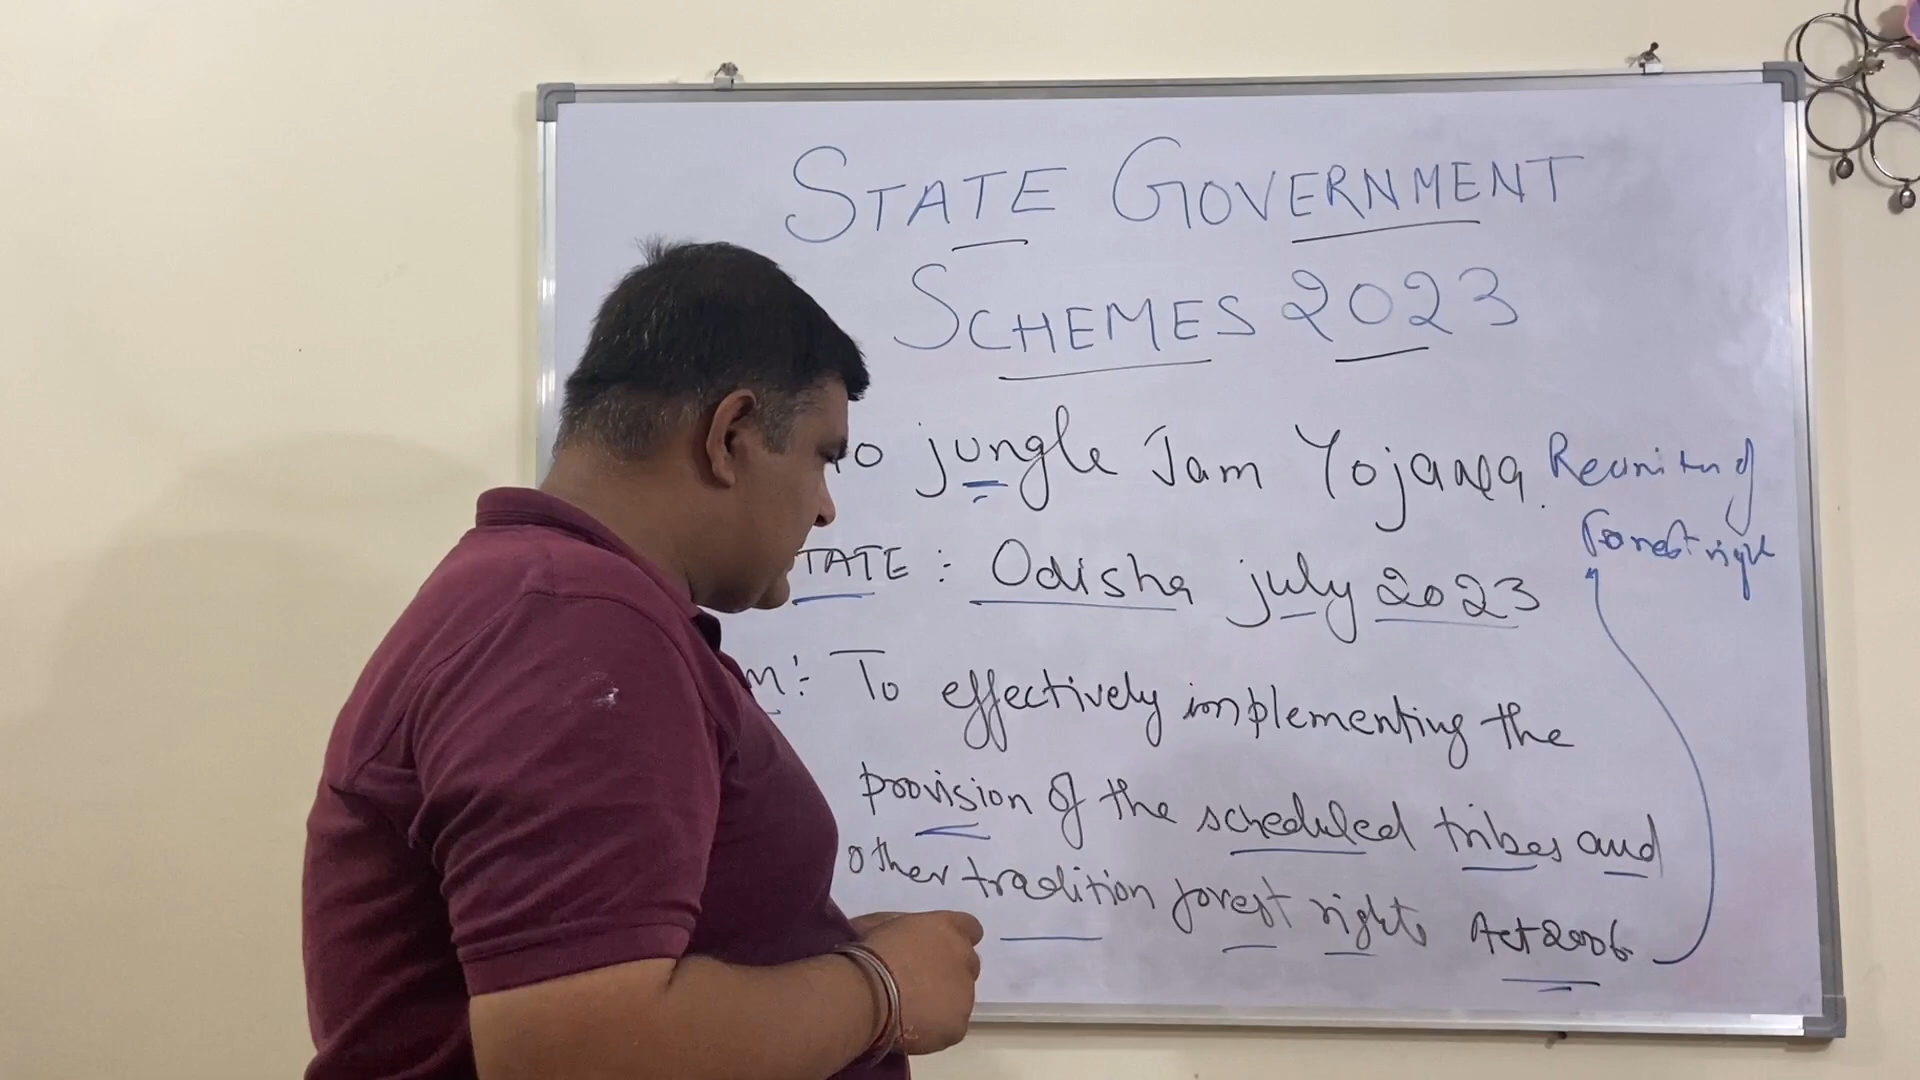 STATE GOVERNMENT
SCHEMES 2023
jungle Jam Yojana.
TATE : Odisha july 2023
M: To effectively implementing the
provision of the scheduled tribes and
other tradition forest rights Act 2006
of
Forest right